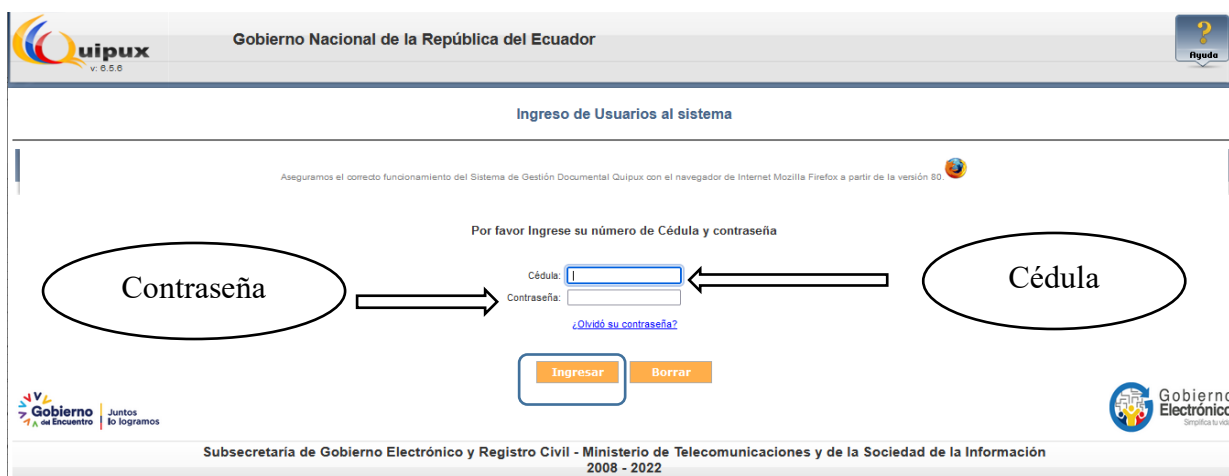 Quipux
v: 6.5.6
Gobierno Nacional de la República del Ecuador
Ayuda
Ingreso de Usuarios al sistema
Aseguramos el correcto funcionamiento del Sistema de Gestión Documental Quipux con el navegador de Internet Mozilla Firefox a partir de la versión 80.
Por favor Ingrese su número de Cédula y contraseña
Contraseña
Cédula:
Cédula
Contraseña:
¿Olvidó su contraseña?
Ingresar Borrar
Gobierno del Encuentro
Juntos lo logramos
Gobierno
Electrónico
Simplifica tu vida
Subsecretaría de Gobierno Electrónico y Registro Civil - Ministerio de Telecomunicaciones y de la Sociedad de la Información
2008 - 2022